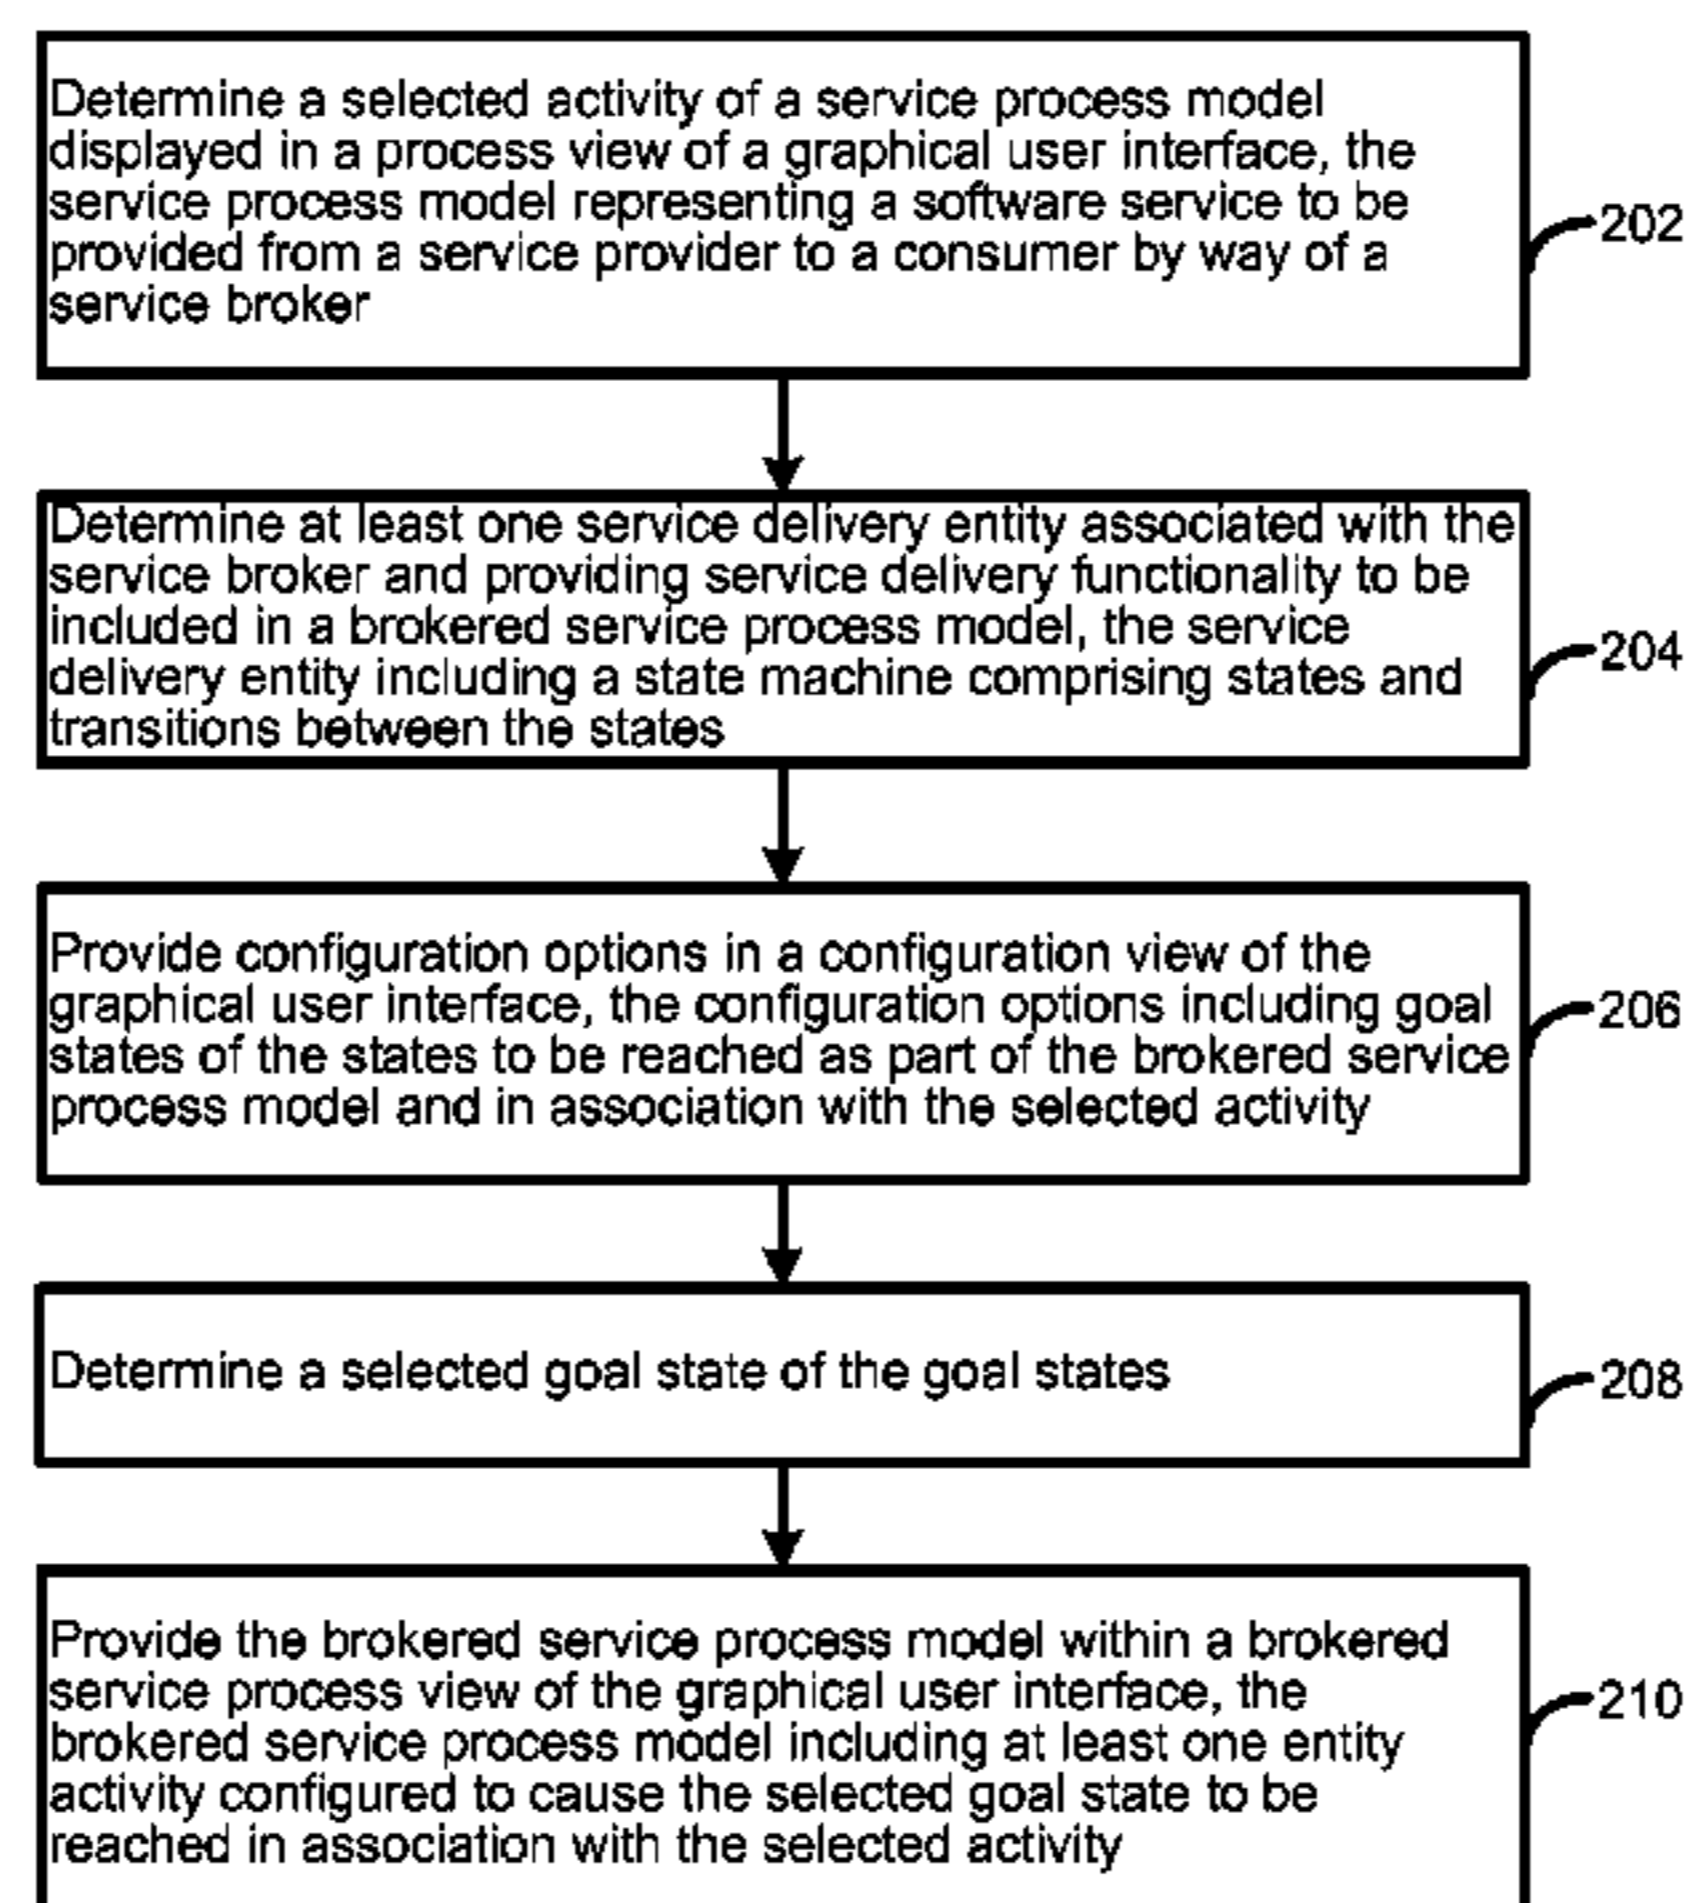 Determine a selected activity of a service process model
displayed in a process view of a graphical user interface, the
service process model representing a software service to be
provided from a service provider to a consumer by way of a
service broker
202
Determine at least one service delivery entity associated with the
service broker and providing service delivery functionality to be
included in a brokered service process model, the service
delivery entity including a state machine comprising states and
transitions between the states
204
Provide configuration options in a configuration view of the
graphical user interface, the configuration options including goal
states of the states to be reached as part of the brokered service
process model and in association with the selected activity
206
Determine a selected goal state of the goal states
208
Provide the brokered service process model within a brokered
service process view of the graphical user interface, the
brokered service process model including at least one entity
activity configured to cause the selected goal state to be
reached in association with the selected activity
210